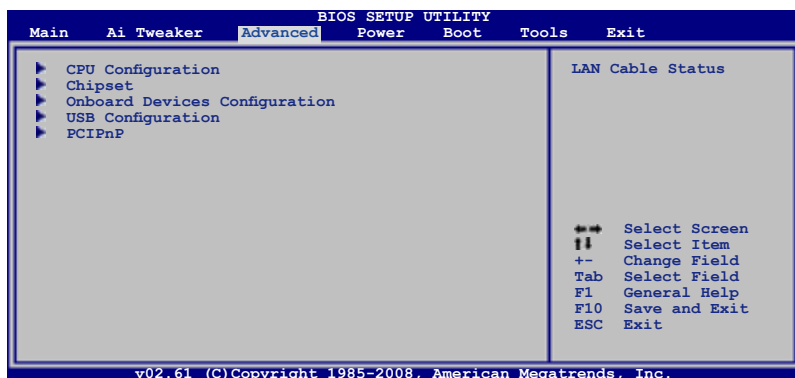 BIOS SETUP UTILITY
Main Ai Tweaker Advanced Power Boot Tools Exit
CPU Configuration
Chipset
Onboard Devices Configuration
USB Configuration
PCIPnP
LAN Cable Status
Select Screen
Select Item
+- Change Field
Tab Select Field
F1 General Help
F10 Save and Exit
ESC Exit
v02.61 (C)Copyright 1985-2008, American Megatrends, Inc.